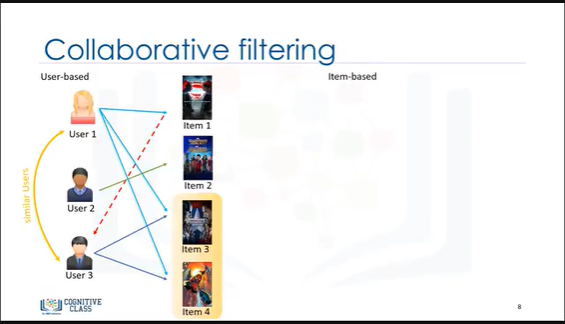 Collaborative filtering
User-based
Item-based
User 1
Item 1
User 2
Item 2
similar Users
User 3
Item 3
Item 4
COGNITIVE
CLASS
8